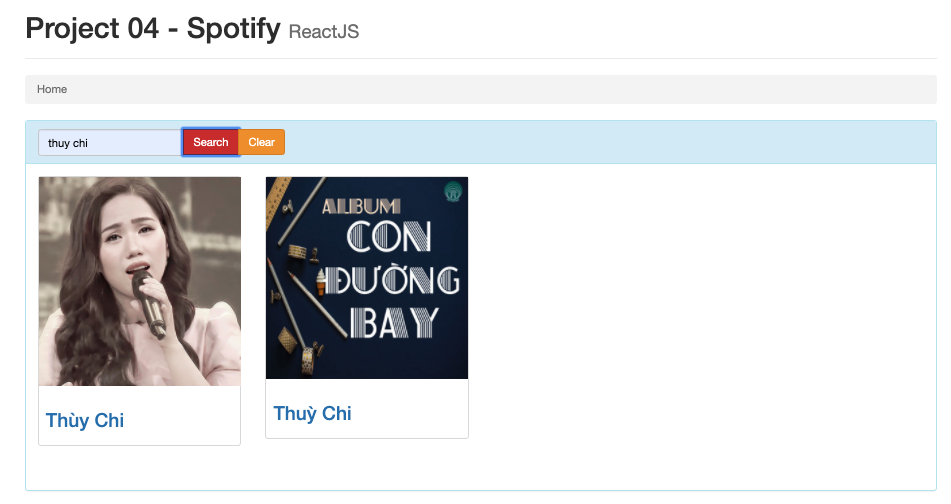 Project 04 - Spotify ReactJS
Home
thuy chi Search Clear
ALBUM
CON
ĐƯỜNG
BAY
Thùy Chi
Thuỳ Chi